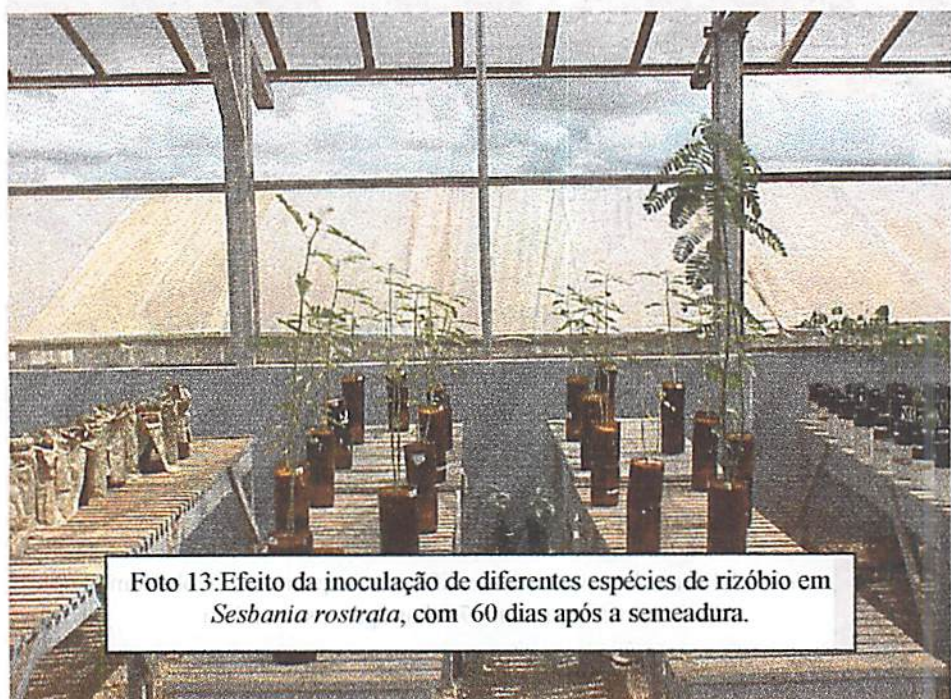 Foto 13:Efeito da inoculação de diferentes espécies de rizóbio em
Sesbania rostrata, com 60 dias após a semeadura.